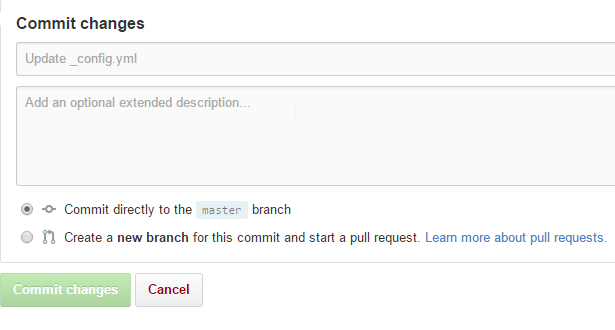 Commit changes
Update _config.yml
Add an optional extended description...
Commit directly to the master branch
Create a new branch for this commit and start a pull request. Learn more about pull requests.
Commit changes Cancel